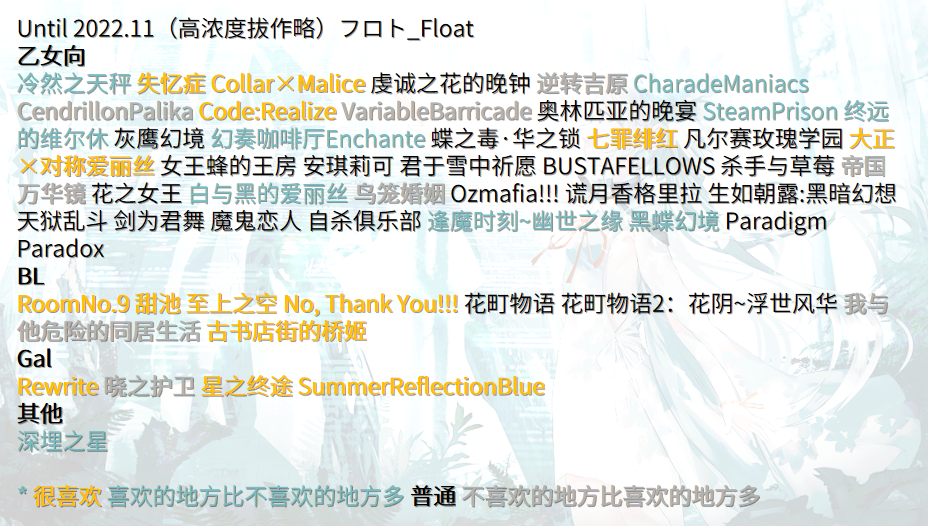 Until 2022.11（高浓度拔作略）フロト_Float
乙女向
冷然之天秤 失忆症 Collar×Malice 虔诚之花的晚钟 逆转吉原 CharadeManiacs
CendrillonPalika Code:Realize VariableBarricade 奥林匹亚的晚宴 SteamPrison 终远
的维尔休 灰鹰幻境 幻奏咖啡厅Enchante 蝶之毒·华之锁 七罪绯红 凡尔赛玫瑰学园 大正
×对称爱丽丝 女王蜂的王房 安琪莉可 君于雪中祈愿 BUSTAFELLOWS 杀手与草莓 帝国
万华镜 花之女王 白与黑的爱丽丝 鸟笼婚姻 Ozmafia!!! 谎月香格里拉 生如朝露:黑暗幻想
天狱乱斗 剑为君舞 魔鬼恋人 自杀俱乐部 逢魔时刻~幽世之缘 黑蝶幻境 Paradigm
Paradox
BL
RoomNo.9 甜池 至上之空 No, Thank You!!! 花町物语 花町物语2：花阴~浮世风华 我与
他危险的同居生活 古书店街的桥姬
Gal
Rewrite 晓之护卫 星之终途 SummerReflectionBlue
其他
深埋之星
* 很喜欢 喜欢的地方比不喜欢的地方多 普通 不喜欢的地方比喜欢的地方多